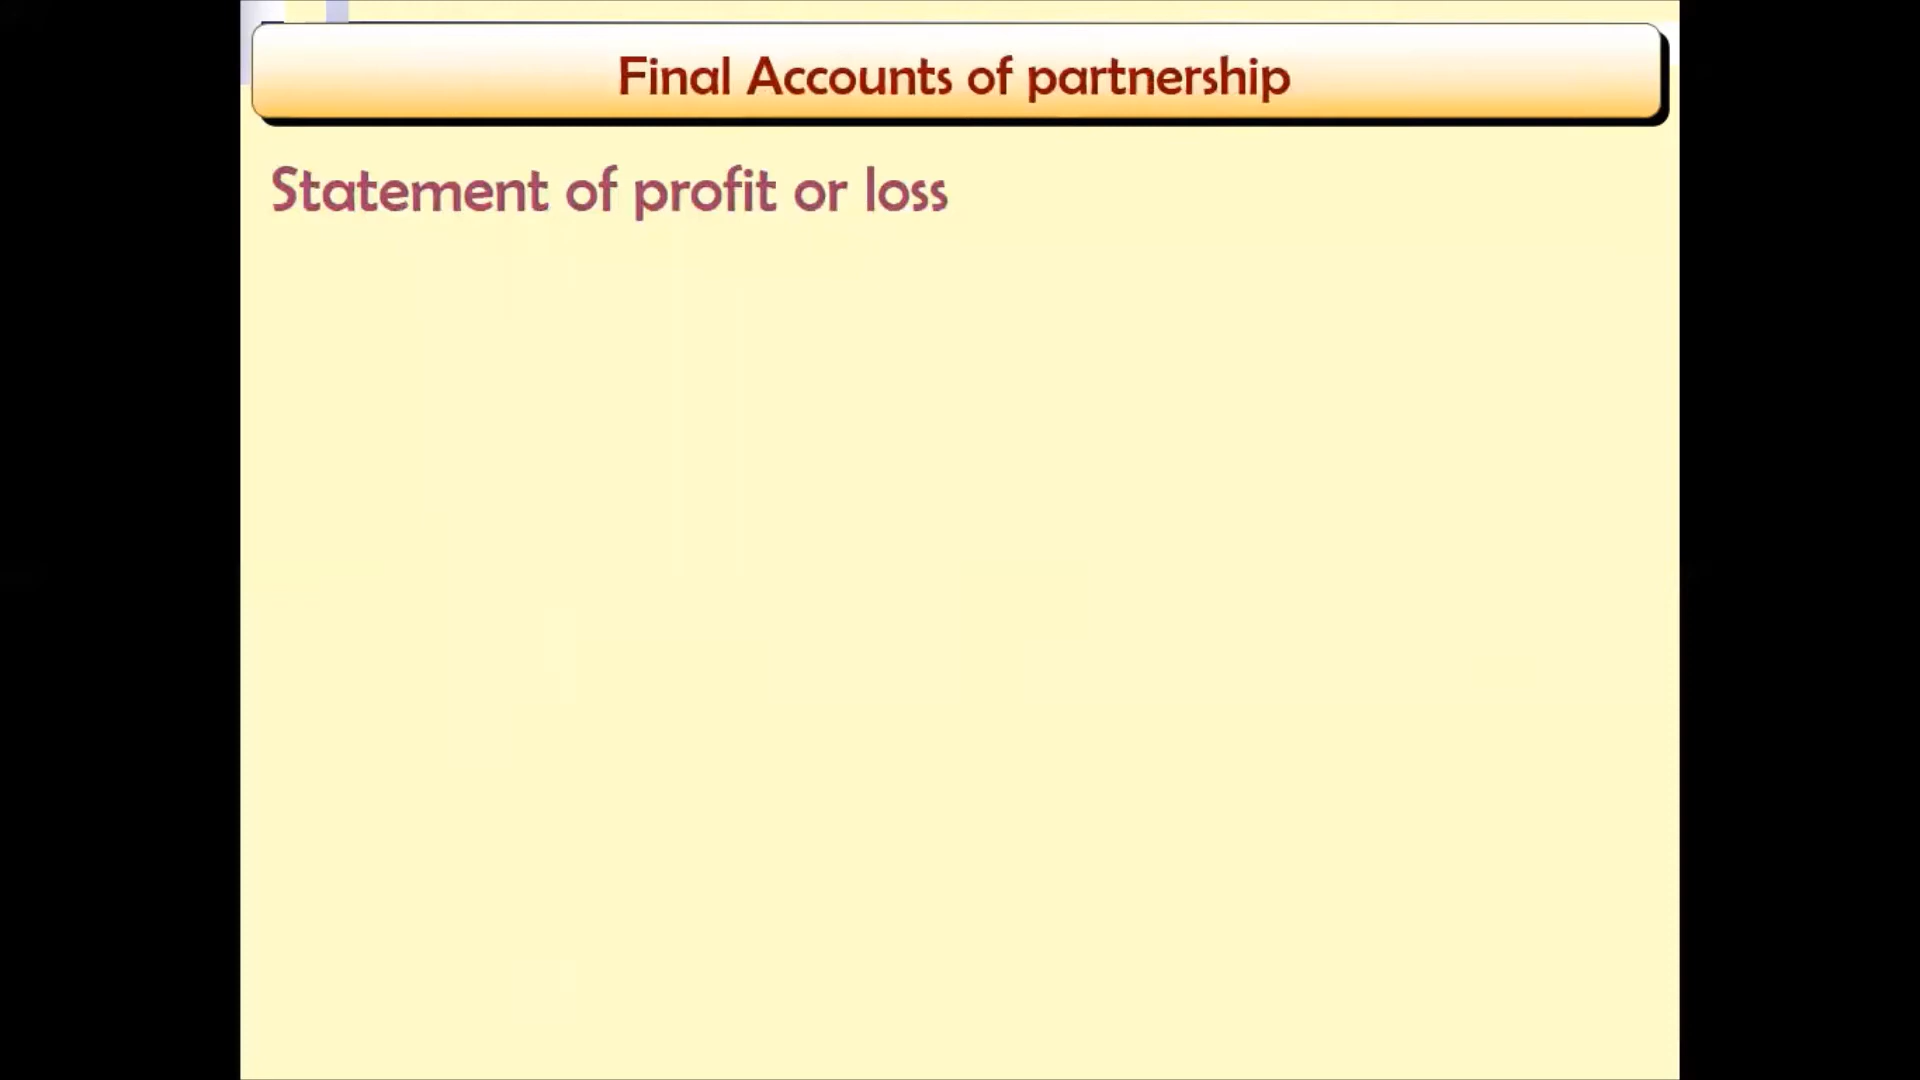 Final Accounts of partnership
Statement of profit or loss